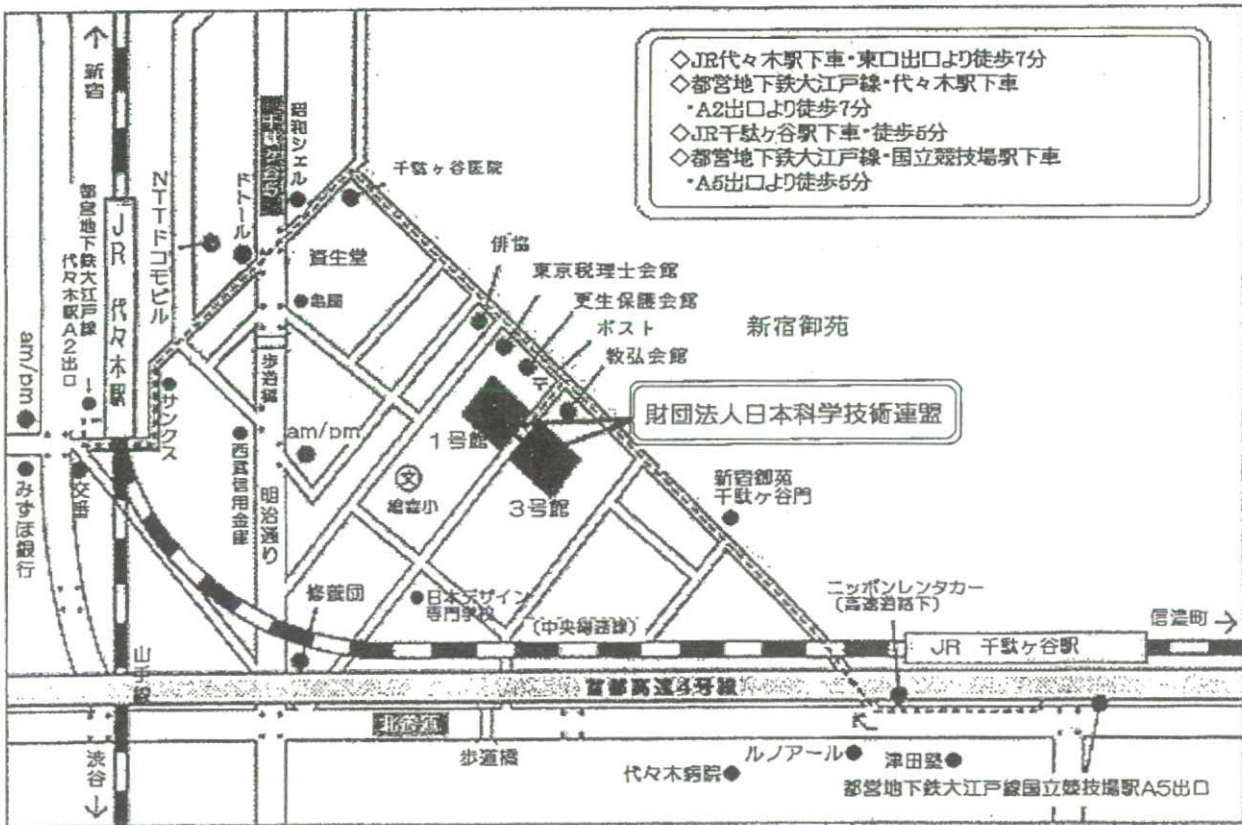 ◇JR代々木駅下車・東口出口より徒歩7分
◇都営地下鉄大江戸線・代々木駅下車
・A2出口より徒歩7分
◇JR千駄ヶ谷駅下車・徒歩5分
◇都営地下鉄大江戸線・国立競技場駅下車
・A5出口より徒歩5分
↑
新宿
都営地下鉄大江戸線
代々木駅A2出口
JR 代々木駅
NTTドコモビル
ドトール
昭和シェル
千駄ヶ谷医院
資生堂
亀屋
俳協
東京税理士会館
更生保護会館
ポスト
〒
教弘会館
新宿御苑
財団法人日本科学技術連盟
1号館
3号館
am/pm
サンクス
歩道橋
am/pm
西武信用金庫
明治通り
文
新宿御苑
千駄ヶ谷門
みずほ銀行
交番
修養団
日本デザイン
専門学校
(中央線
ニッポンレンタカー
(高速道路下)
信濃町→
JR 千駄ヶ谷駅
山手線
北参道
歩道橋
渋谷
↓
代々木病院
ルノアール
津田塾
都営地下鉄大江戸線国立競技場駅A5出口